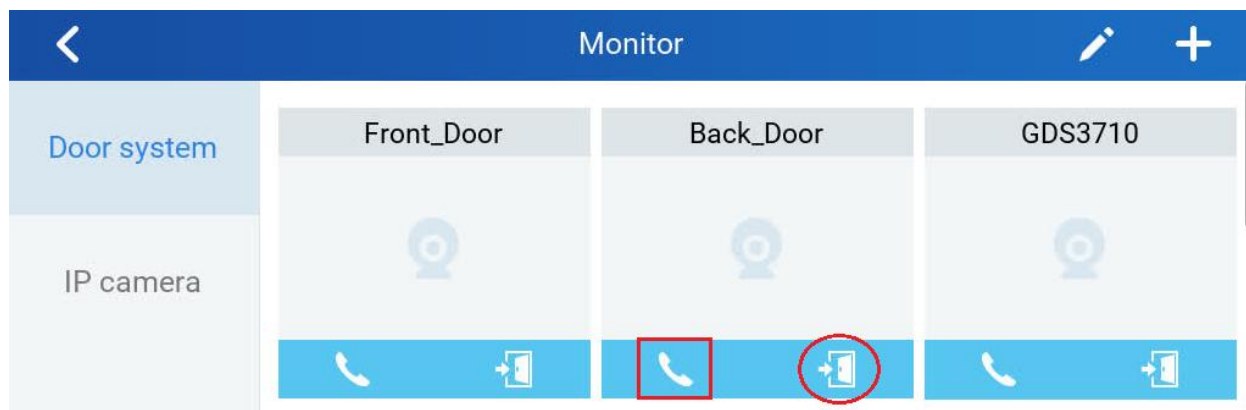 Monitor
Door system
IP camera
Front_Door
Back_Door
GDS3710